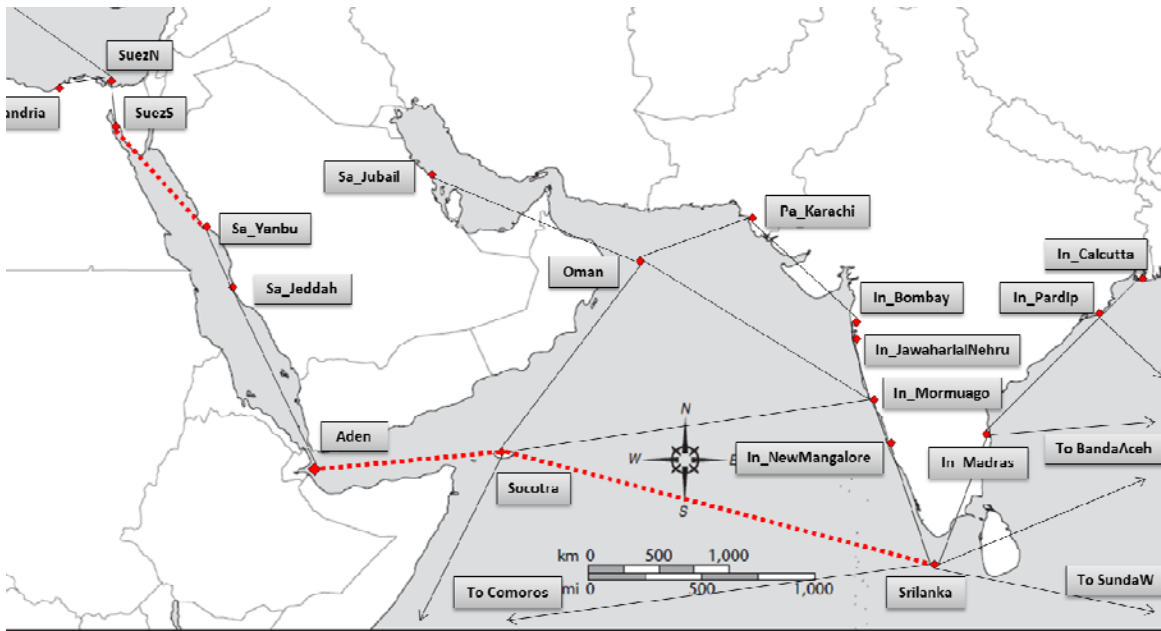 SuezN
andria
SuezS
Sa_Jubail
Pa_Karachi
Sa_Yanbu
In_Calcutta
Oman
Sa_Jeddah
In_Bombay
In_Pardip
In_JawaharlalNehru
In_Mormuago
N
Aden
W
E
In_NewMangalore
To BandaAceh
In_Madras
Socotra
S
km 0 500 1,000
mi 0 500 1,000
To Comoros
Srilanka
To SundaW